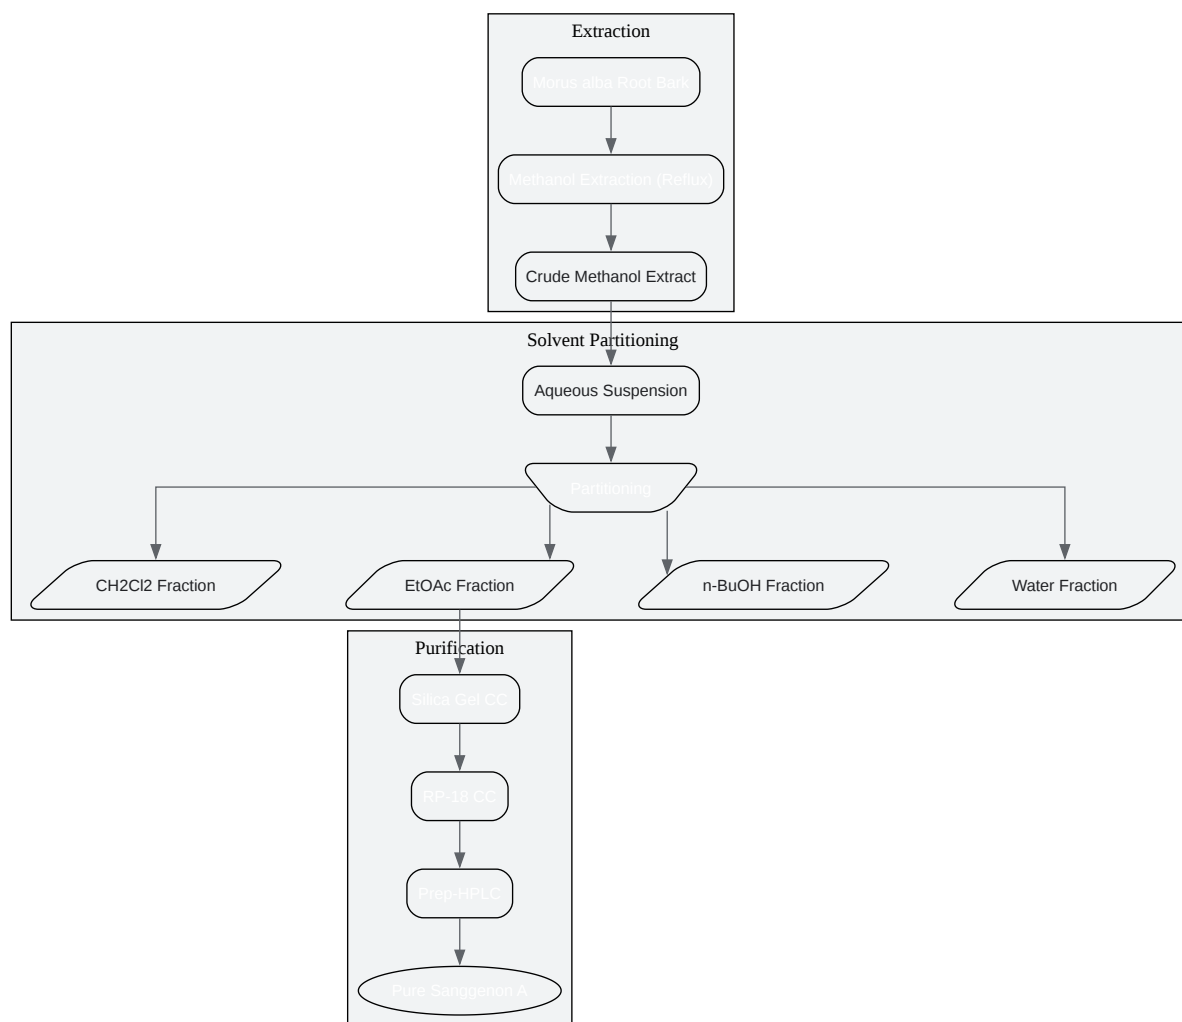 Extraction
Morus alba Root Bark
Methanol Extraction (Reflux)
Crude Methanol Extract
Solvent Partitioning
Aqueous Suspension
Partitioning
CH2Cl2 Fraction
EtOAc Fraction
n-BuOH Fraction
Water Fraction
Purification
Silica Gel CC
RP-18 CC
Prep-HPLC
Pure Sanggenon A